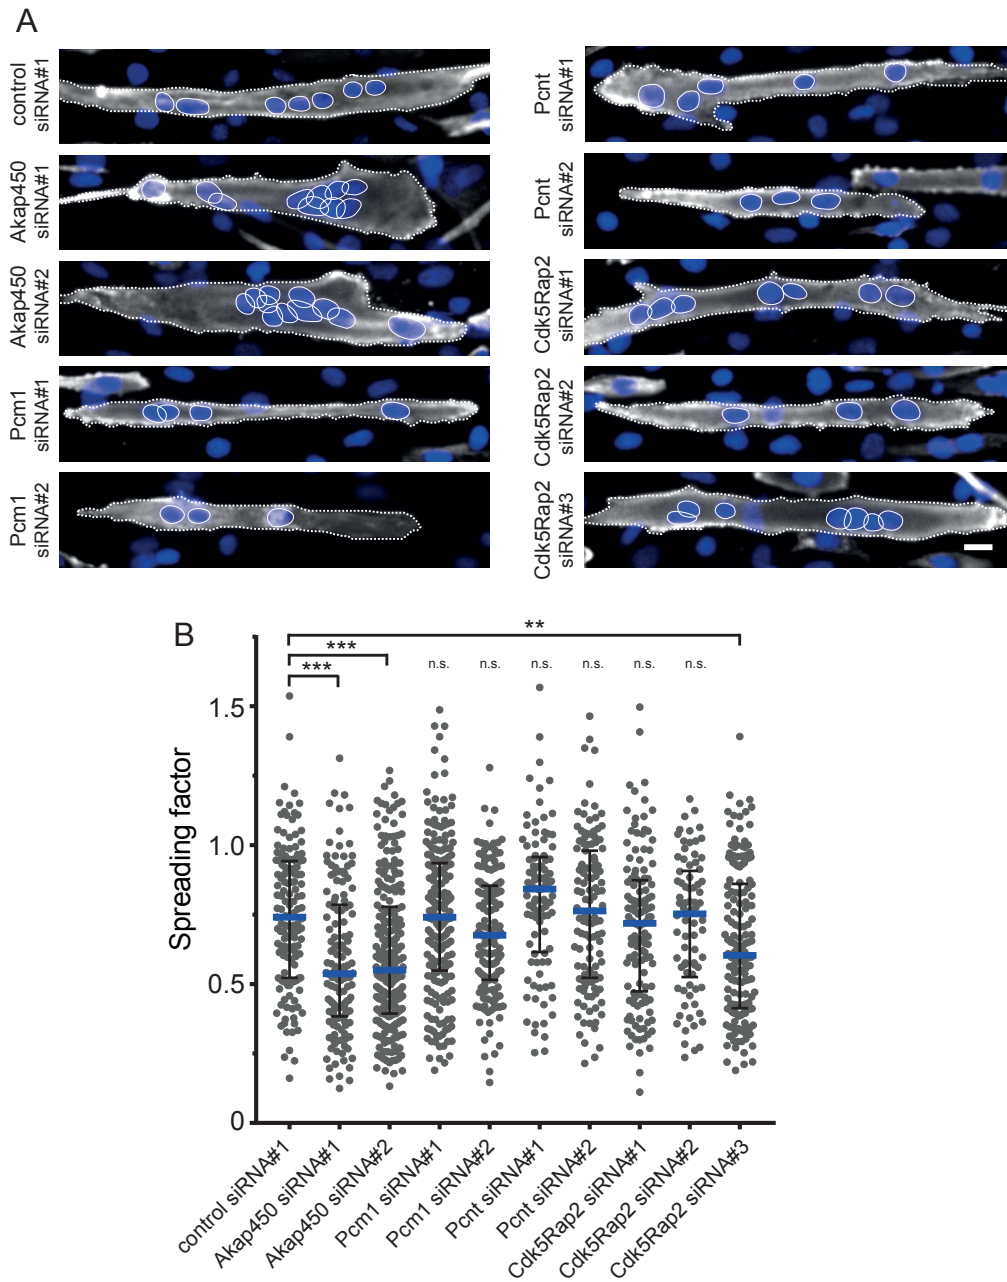 A
control
siRNA#1
Akap450
siRNA#1
Akap450
siRNA#2
Pcm1
siRNA#1
Pcm1
siRNA#2
Pcnt
siRNA#1
Pcnt
siRNA#2
Cdk5Rap2
siRNA#1
Cdk5Rap2
siRNA#2
Cdk5Rap2
siRNA#3
B
**
***
***
n.s. n.s. n.s. n.s. n.s. n.s.
Spreading factor
1.5
1.0
0.5
0
control siRNA#1
Akap450 siRNA#1
Akap450 siRNA#2
Pcm1 siRNA#1
Pcm1 siRNA#2
Pcnt siRNA#1
Pcnt siRNA#2
Cdk5Rap2 siRNA#1
Cdk5Rap2 siRNA#2
Cdk5Rap2 siRNA#3